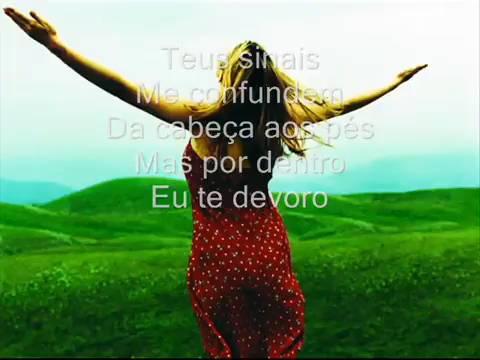 Teus sinais
Me confundem
Da cabeça aos pés
Mas por dentro
Eu te devoro